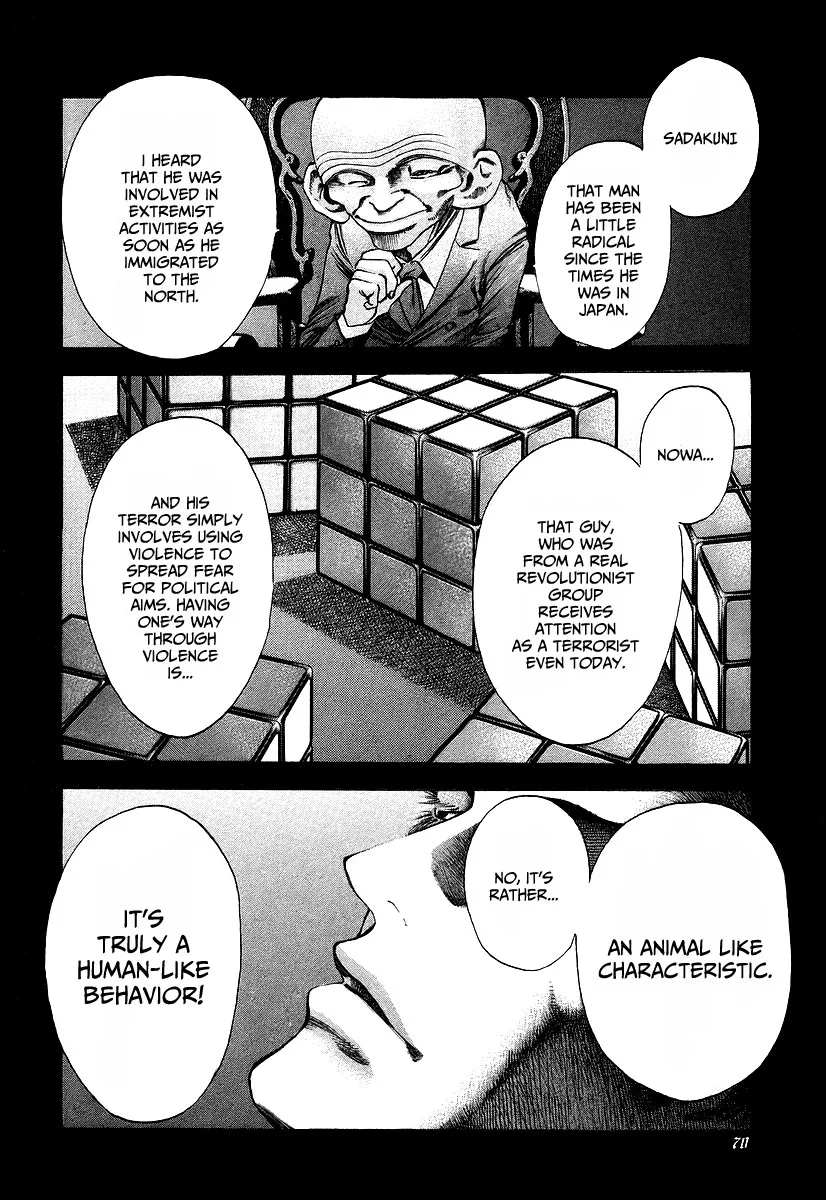 SADAKUNI
THAT MAN
HAS BEEN
A LITTLE
RADICAL
SINCE THE
TIMES HE
WAS IN
JAPAN.
I HEARD
THAT HE WAS
INVOLVED IN
EXTREMIST
ACTIVITIES AS
SOON AS HE
IMMIGRATED
TO THE
NORTH.
NOWA...
THAT GUY,
WHO WAS
FROM A REAL
REVOLUTIONIST
GROUP
RECEIVES
ATTENTION
AS A TERRORIST
EVEN TODAY.
AND HIS
TERROR SIMPLY
INVOLVES USING
VIOLENCE TO
SPREAD FEAR
FOR POLITICAL
AIMS. HAVING
ONE'S WAY
THROUGH
VIOLENCE
IS...
AN ANIMAL LIKE
CHARACTERISTIC.
NO, IT'S
RATHER...
IT'S
TRULY A
HUMAN-LIKE
BEHAVIOR!
711